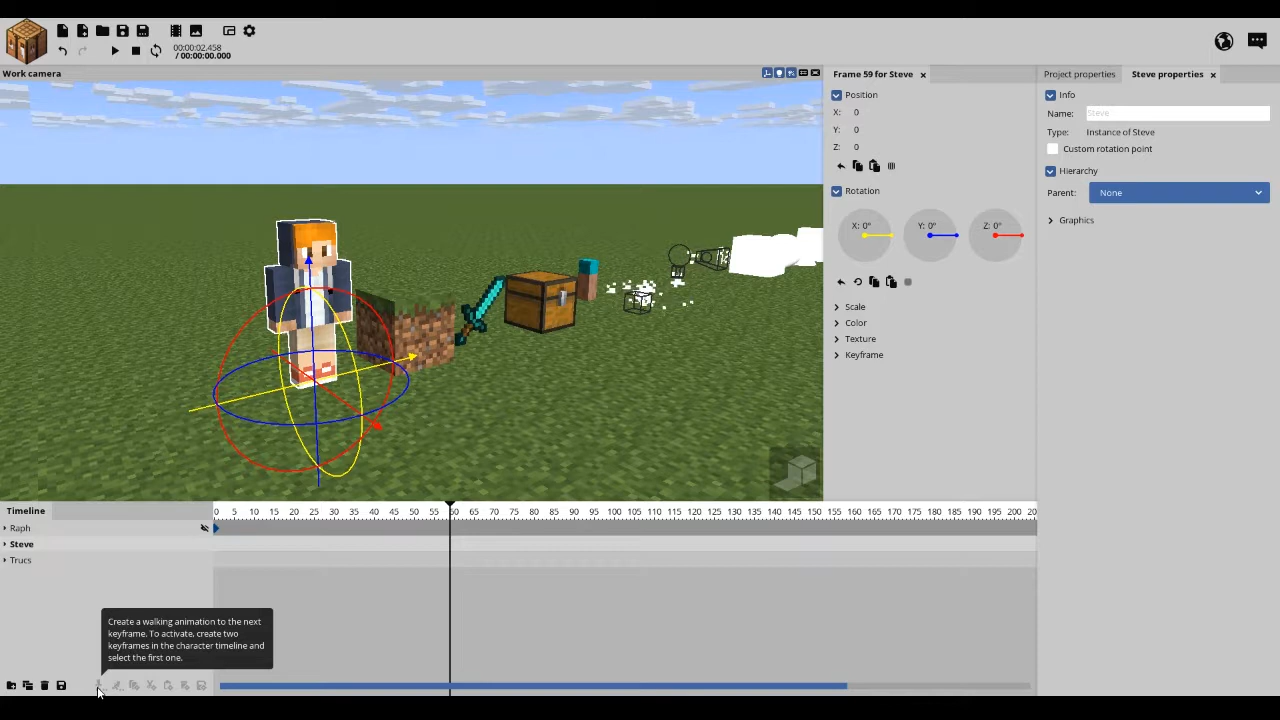 00:00:02.458
/ 00:00:00.000
Work camera
Frame 59 for Steve
Position
X: 0
Y: 0
Z: 0
Rotation
X: 0°
Y: 0°
Z: 0°
Scale
Color
Texture
Keyframe
Project properties
Steve properties
Info
Name: Steve
Type: Instance of Steve
Custom rotation point
Hierarchy
Parent: None
Graphics
Timeline
0 5 10 15 20 25 30 35 40 45 50 55 60 65 70 75 80 85 90 95 100 105 110 115 120 125 130 135 140 145 150 155 160 165 170 175 180 185 190 195 200 20
Raph
Steve
Trucs
Create a walking animation to the next
keyframe. To activate, create two
keyframes in the character timeline and
select the first one.